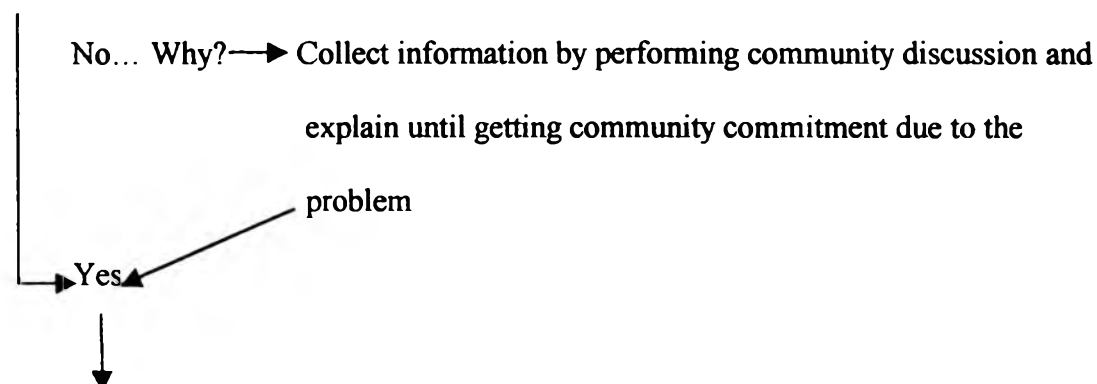 No... Why? Collect information by performing community discussion and
explain until getting community commitment due to the
problem
Yes